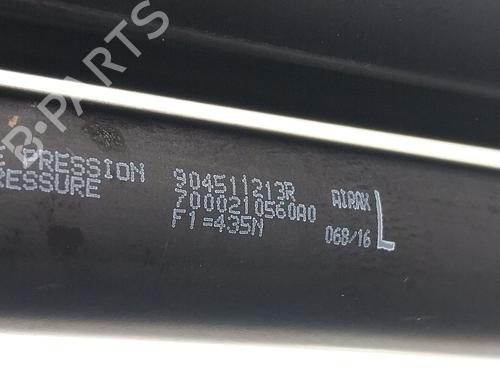 E PRESSION
RESSURE
904511213R
7000210560A0
F1=435N
AIRAX
068/16
L
B-PARTS